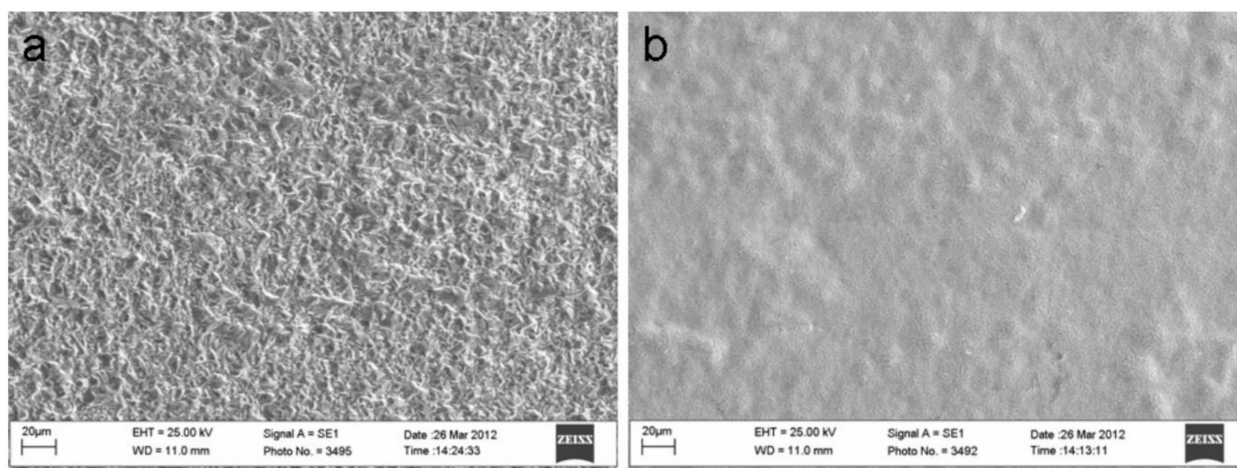 a
20µm
EHT = 25.00 kV
WD = 11.0 mm
Signal A = SE1
Photo No. = 3495
Date :26 Mar 2012
Time :14:24:33
ZEISS
b
20µm
EHT = 25.00 kV
WD = 11.0 mm
Signal A = SE1
Photo No. = 3492
Date :26 Mar 2012
Time :14:13:11
ZEISS